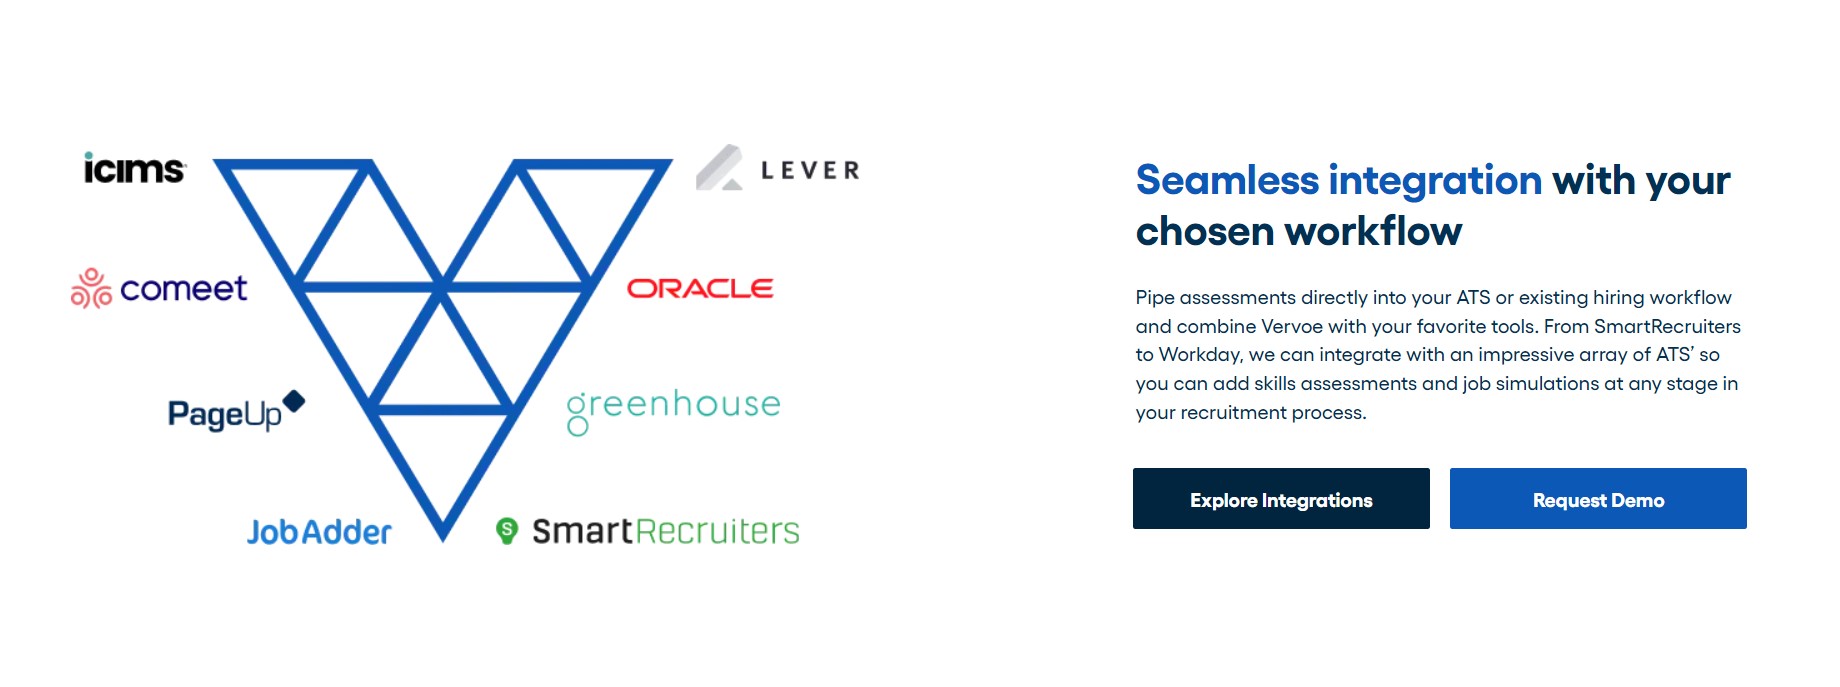 icims
LEVER
comeet
ORACLE
PageUp
greenhouse
JobAdder
S SmartRecruiters
Seamless integration with your
chosen workflow
Pipe assessments directly into your ATS or existing hiring workflow
and combine Vervoe with your favorite tools. From SmartRecruiters
to Workday, we can integrate with an impressive array of ATS’ so
you can add skills assessments and job simulations at any stage in
your recruitment process.
Explore Integrations
Request Demo